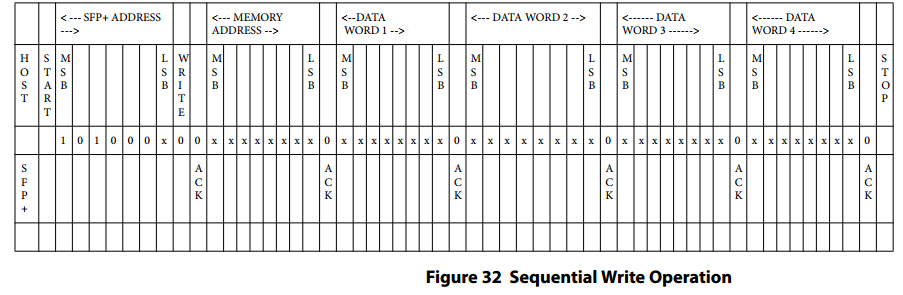 < --- SFP+ ADDRESS --->
<--- MEMORY ADDRESS -->
<--DATA WORD 1 -->
<--- DATA WORD 2 -->
<------ DATA WORD 3 ------>
<------ DATA WORD 4 ------>
HOST START MSB LSB WRITE MSB LSB MSB LSB MSB LSB MSB LSB MSB LSB STOP
1 0 1 0 0 0 x 0 0 x x x x x x x x 0 x x x x x x x x 0 x x x x x x x x 0 x x x x x x x x 0 x x x x x x x x 0
SFP+ ACK ACK ACK ACK ACK ACK
Figure 32 Sequential Write Operation